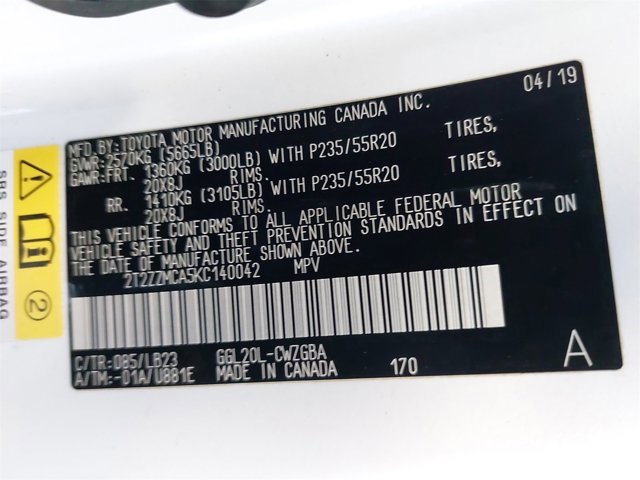 04/19
MFD.BY:TOYOTA MOTOR MANUFACTURING CANADA INC.
GVWR:2570KG (5665LB)
GAWR:FRT. 1360KG (3000LB) WITH P235/55R20 TIRES,
20X8J RIMS.
RR. 1410KG (3105LB) WITH P235/55R20 TIRES,
20X8J RIMS.
THIS VEHICLE CONFORMS TO ALL APPLICABLE FEDERAL MOTOR
VEHICLE SAFETY AND THEFT PREVENTION STANDARDS IN EFFECT ON
THE DATE OF MANUFACTURE SHOWN ABOVE.
2T2ZZMCA5KC140042 MPV
C/TR:085/LB23 GGL20L-CWZGBA
A/TM:-01A/U881E MADE IN CANADA 170 A
SRS SIDE AIRBAG
2